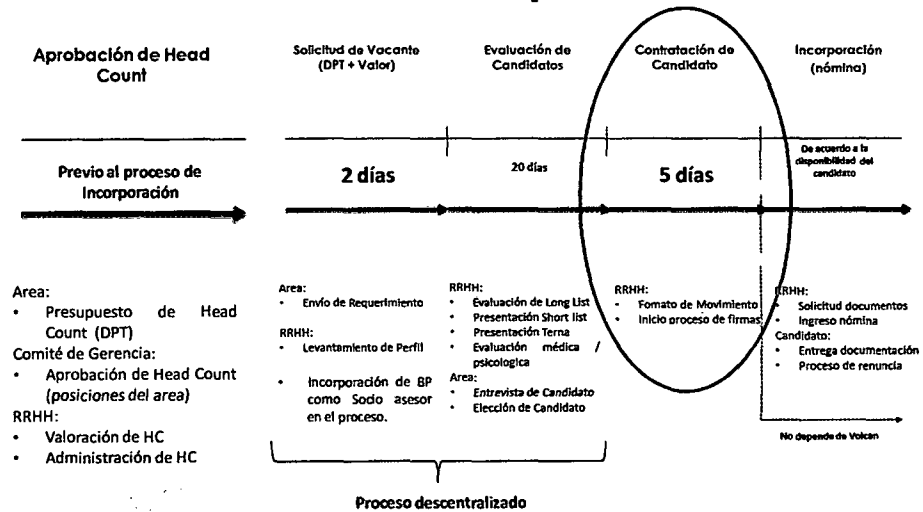 Aprobación de Head
Count
Solicitud de Vacante
(DPT + Valor)
Evaluación de
Candidatos
Contratación de
Candidato
Incorporación
(nómina)
Previo al proceso de
Incorporación
2 días
20 días
5 días
De acuerdo a la
disponibilidad del
candidato
Area:
• Presupuesto de Head
Count (DPT)
Comité de Gerencia:
• Aprobación de Head Count
(posiciones del area)
RRHH:
• Valoración de HC
• Administración de HC
Area:
• Envío de Requerimiento
RRHH:
• Levantamiento de Perfil
• Incorporación de BP
como Socio asesor
en el proceso.
RRHH:
• Evaluación de Long List
• Presentación Short list
• Presentación Terna
• Evaluación médica /
psicologica
Area:
• Entrevista de Candidato
• Elección de Candidato
RRHH:
• Fomato de Movimiento
• Inicio proceso de firmas
RRHH:
• Solicitud documentos
• Ingreso nómina
Candidato:
• Entrega documentación
• Proceso de renuncia
No depende de Volcan
Proceso descentralizado